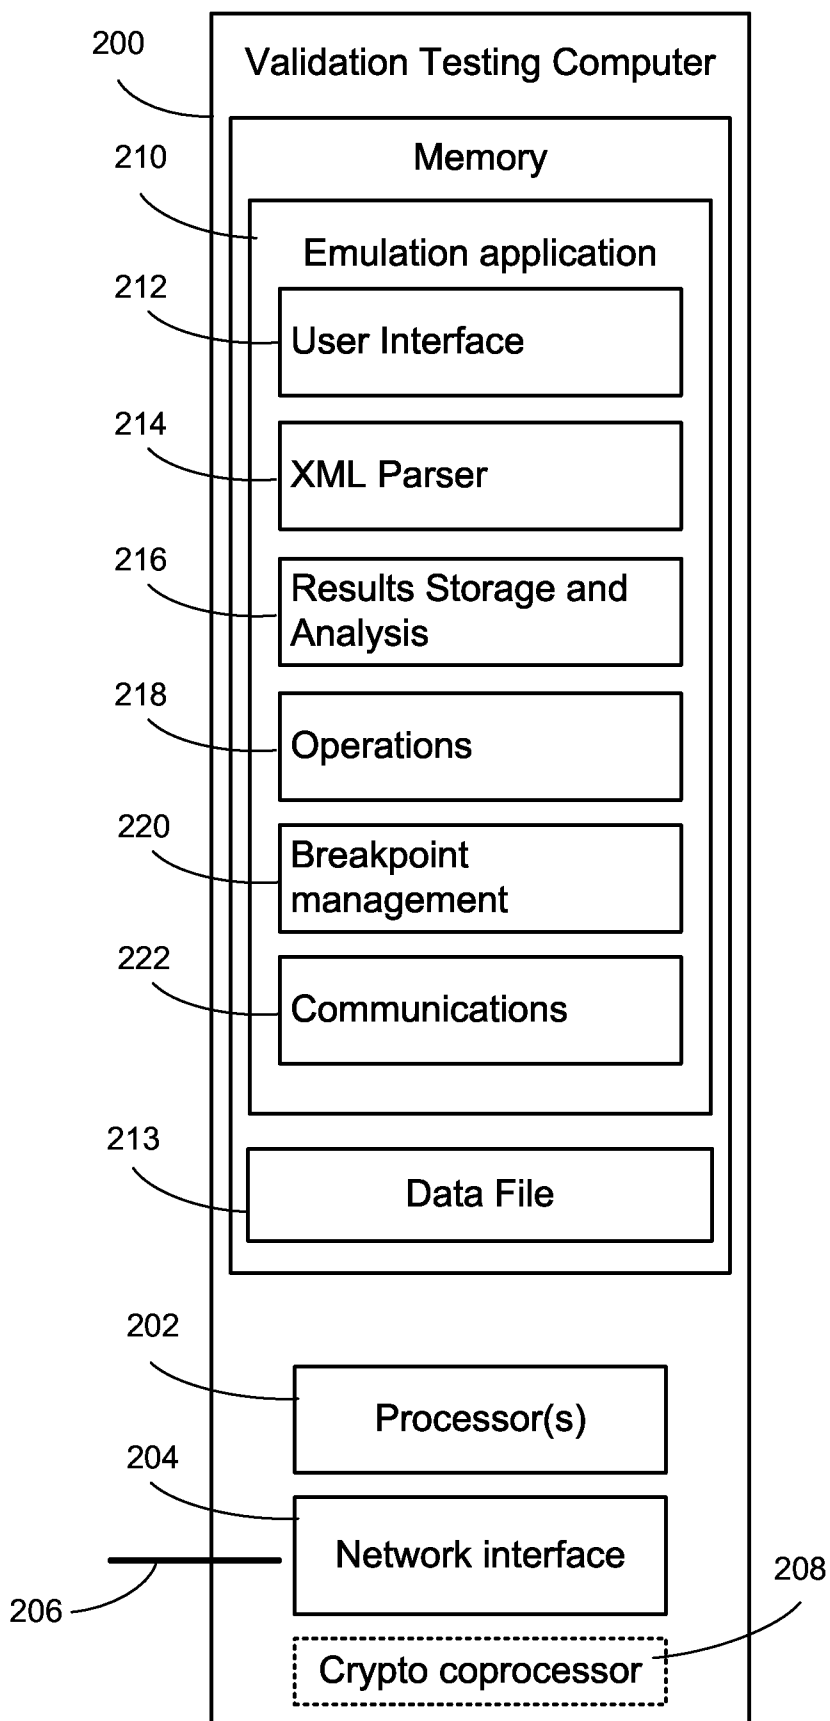 200
Validation Testing Computer
210
Memory
Emulation application
212
User Interface
214
XML Parser
216
Results Storage and
Analysis
218
Operations
220
Breakpoint
management
222
Communications
213
Data File
202
Processor(s)
204
Network interface
206
208
Crypto coprocessor